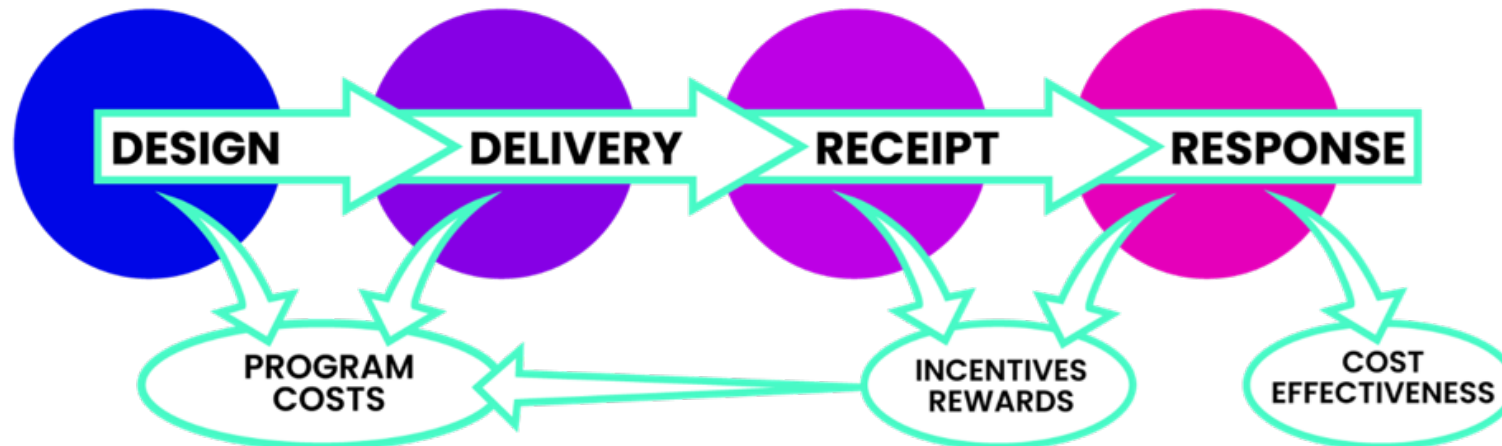 DESIGN
DELIVERY
RECEIPT
RESPONSE
PROGRAM
COSTS
INCENTIVES
REWARDS
COST
EFFECTIVENESS